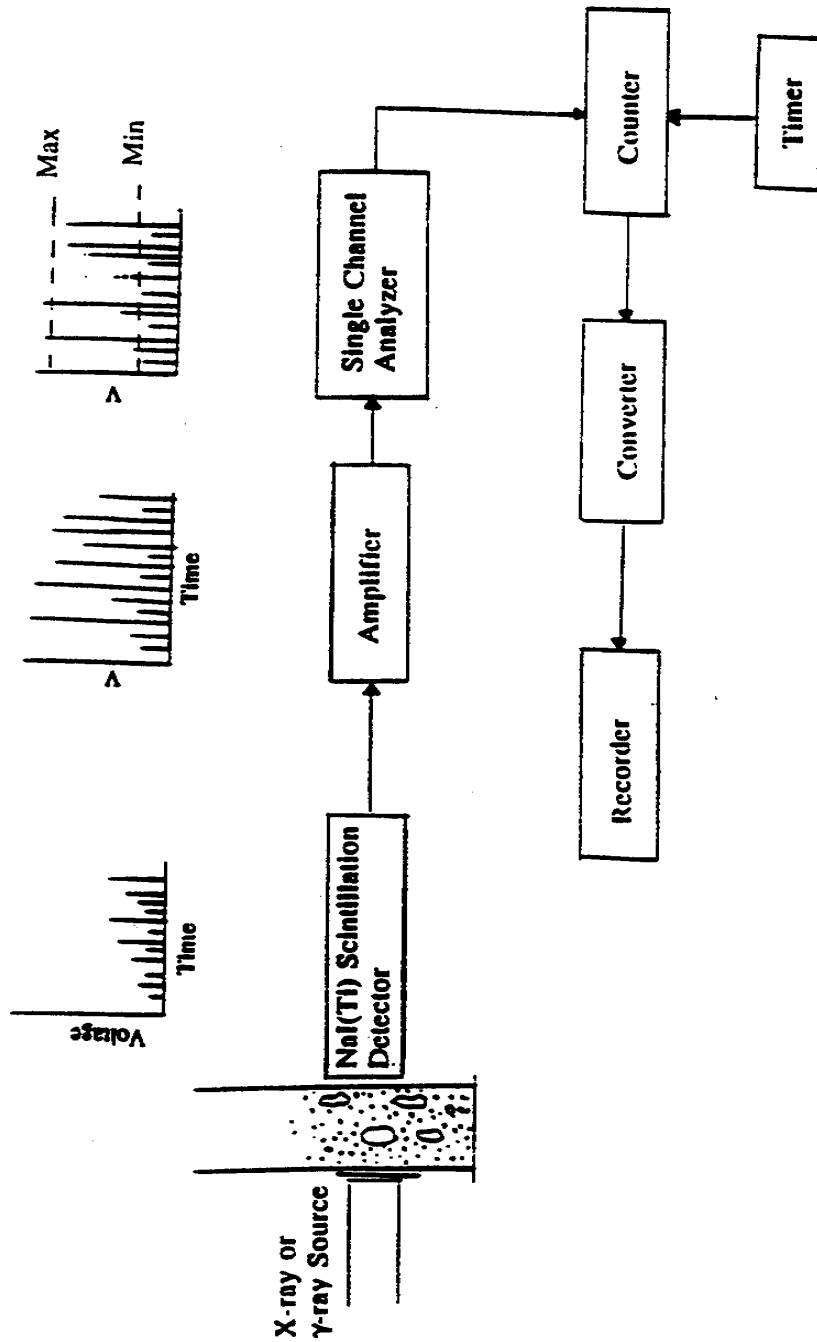 Voltage
Time
V
Time
V
Max
Min
X-ray or
γ-ray Source
NaI(Tl) Scintillation
Detector
Amplifier
Single Channel
Analyzer
Recorder
Converter
Counter
Timer